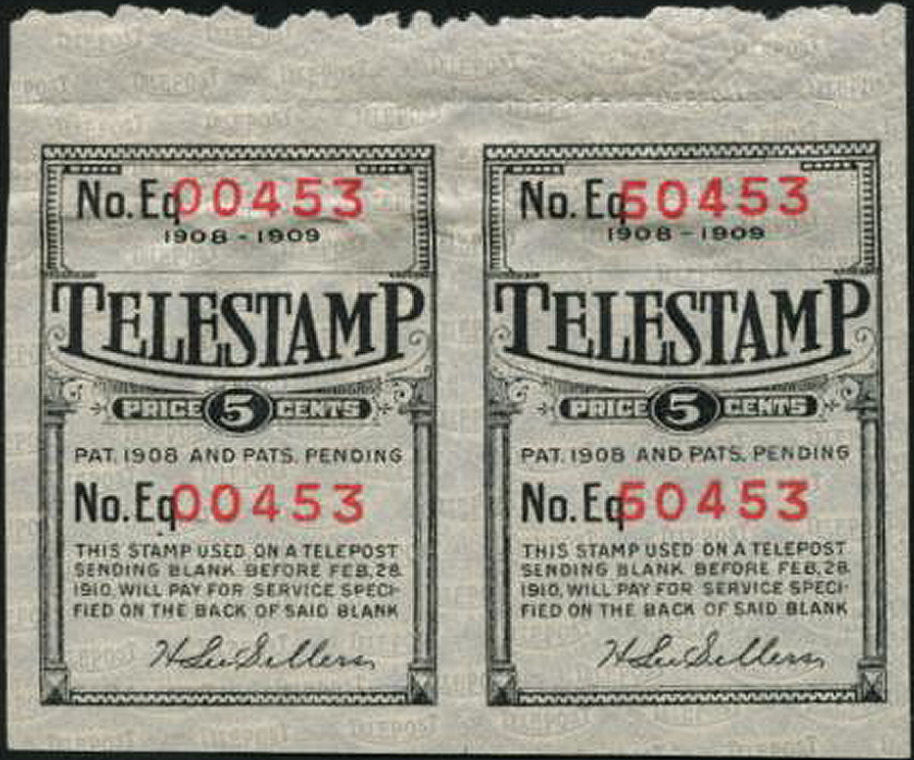 No. Eq 00453
1908 - 1909
TELESTAMP
PRICE 5 CENTS
PAT. 1908 AND PATS. PENDING
No. Eq 00453
THIS STAMP USED ON A TELEPOST
SENDING BLANK BEFORE FEB. 28.
1910, WILL PAY FOR SERVICE SPECI-
FIED ON THE BACK OF SAID BLANK
H Lee Sellers
No. Eq 50453
1908 - 1909
TELESTAMP
PRICE 5 CENTS
PAT. 1908 AND PATS. PENDING
No. Eq 50453
THIS STAMP USED ON A TELEPOST
SENDING BLANK BEFORE FEB. 28.
1910, WILL PAY FOR SERVICE SPECI-
FIED ON THE BACK OF SAID BLANK
H Lee Sellers